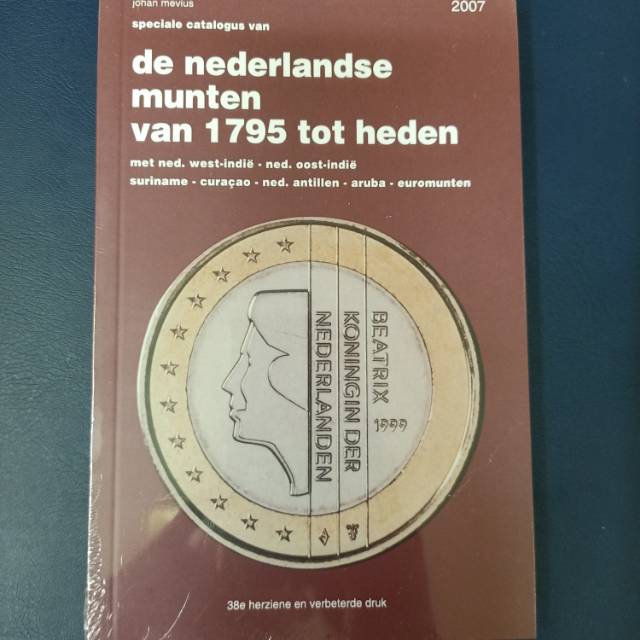 johan mevius
2007
speciale catalogus van
de nederlandse
munten
van 1795 tot heden
met ned. west-indië - ned. oost-indië
suriname - curaçao - ned. antillen - aruba - euromunten
BEATRIX
KONINGIN DER
NEDERLANDEN
1999
38e herziene en verbeterde druk